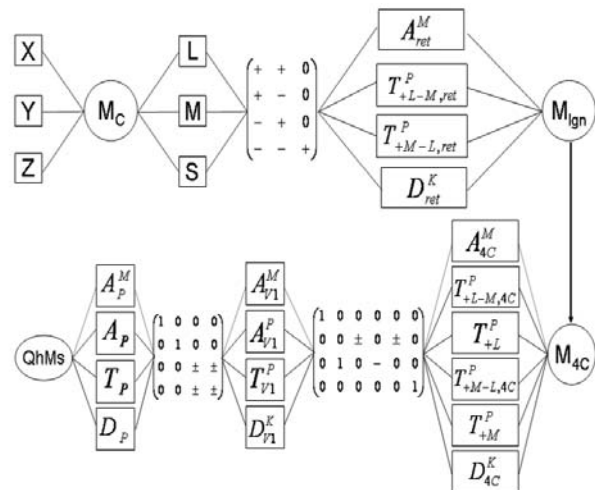 X
Y
Z
M_C
L
M
S
+ + 0
+ − 0
− + 0
− − +
A^M_ret
T^P_+L−M,ret
T^P_+M−L,ret
D^K_ret
M_lgn
QhMs
A^M_P
A_P
T_P
D_P
1 0 0 0
0 1 0 0
0 0 ± ±
0 0 ± ±
A^M_V1
A^P_V1
T^P_V1
D^K_V1
1 0 0 0 0 0
0 0 ± 0 ± 0
0 1 0 − 0 0
0 0 0 0 0 1
A^M_4C
T^P_+L−M,4C
T^P_+L
T^P_+M−L,4C
T^P_+M
D^K_4C
M_4C